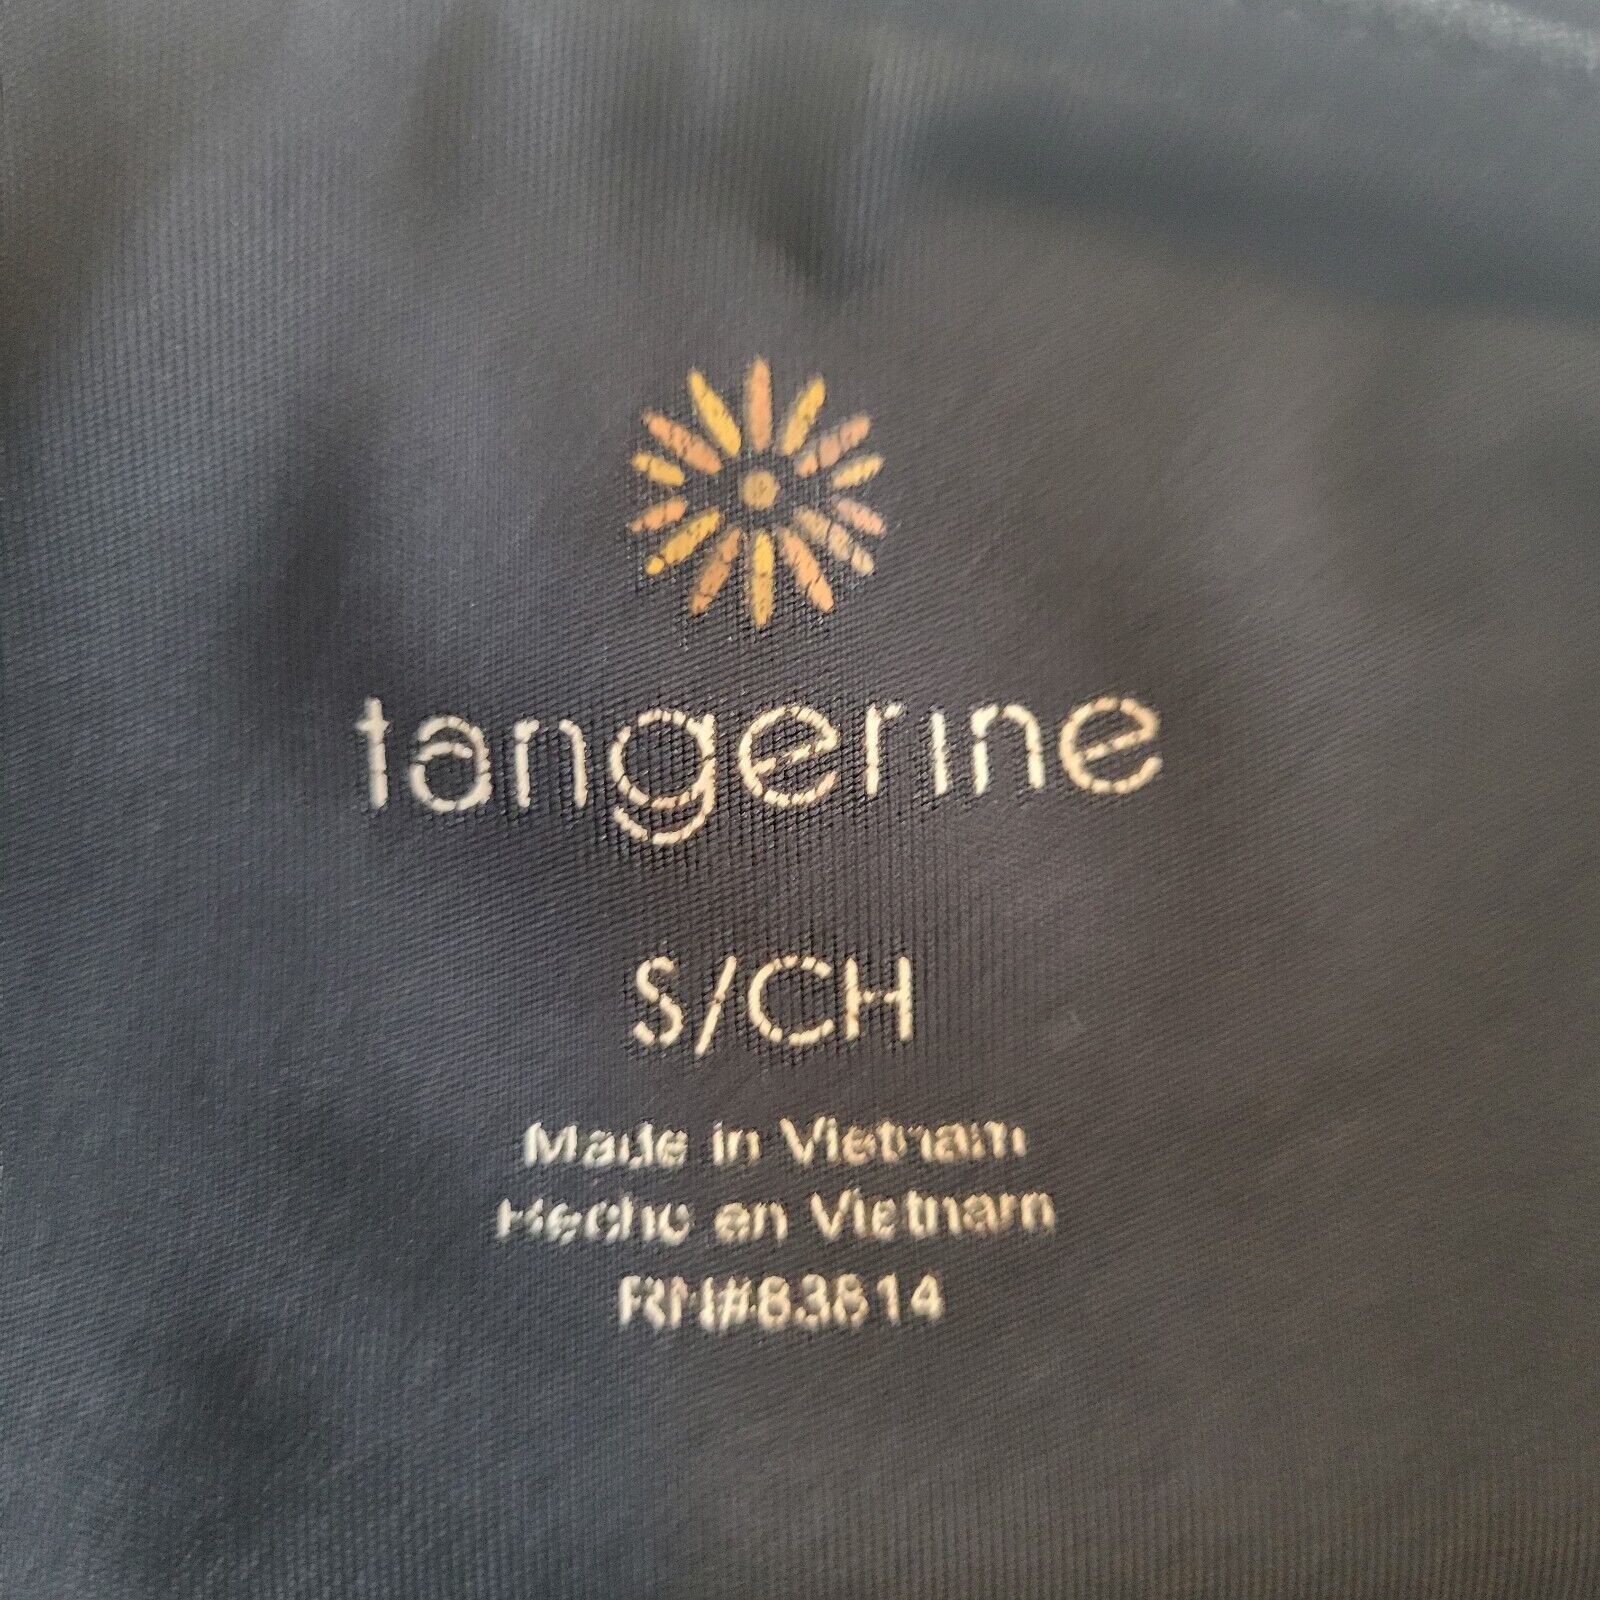 tangerine
S/CH
Made in Vietnam
Hecho en Vietnam
RN#83814